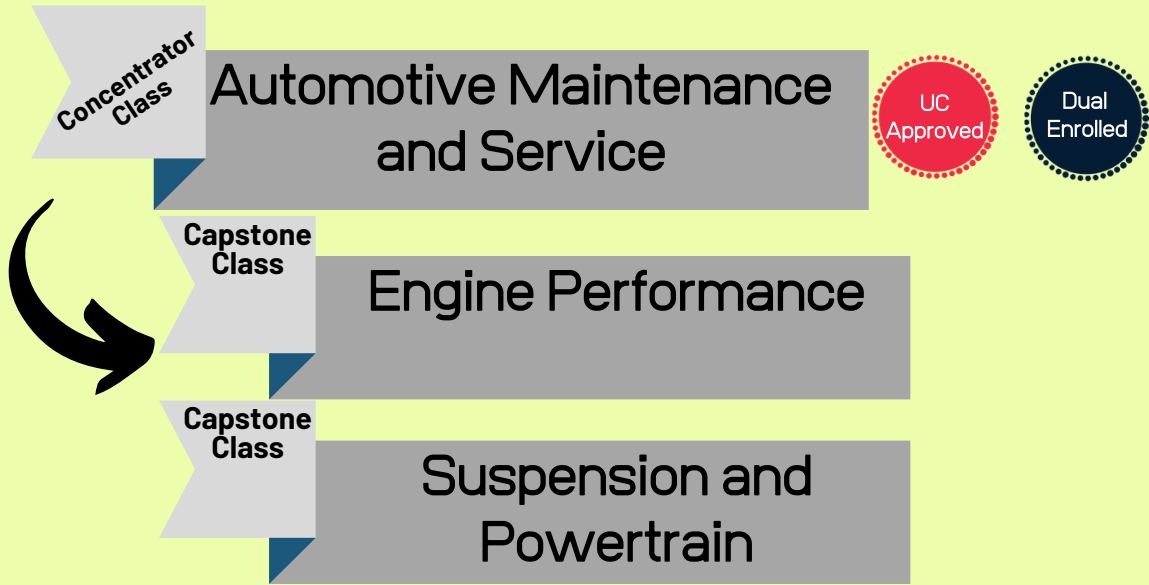 Concentrator
Class
Automotive Maintenance
and Service
UC
Approved
Dual
Enrolled
Capstone
Class
Engine Performance
Capstone
Class
Suspension and
Powertrain